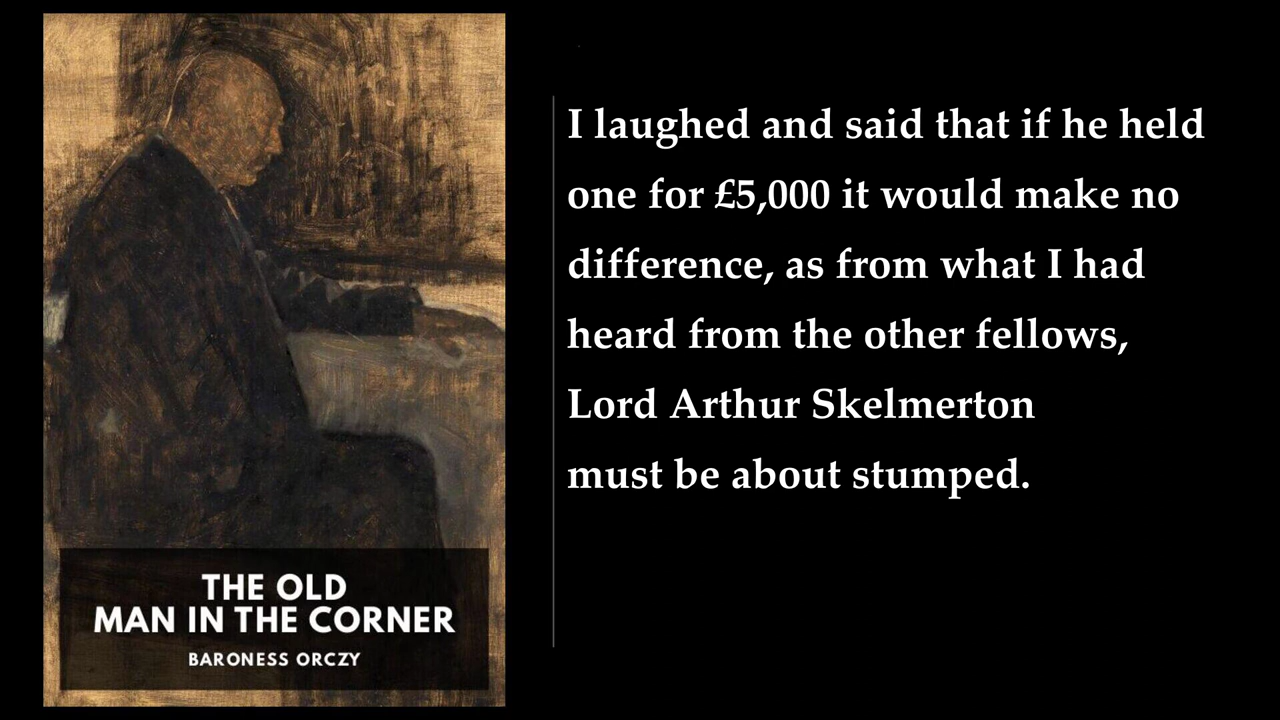 THE OLD
MAN IN THE CORNER
BARONESS ORCZY
I laughed and said that if he held
one for £5,000 it would make no
difference, as from what I had
heard from the other fellows,
Lord Arthur Skelmerton
must be about stumped.